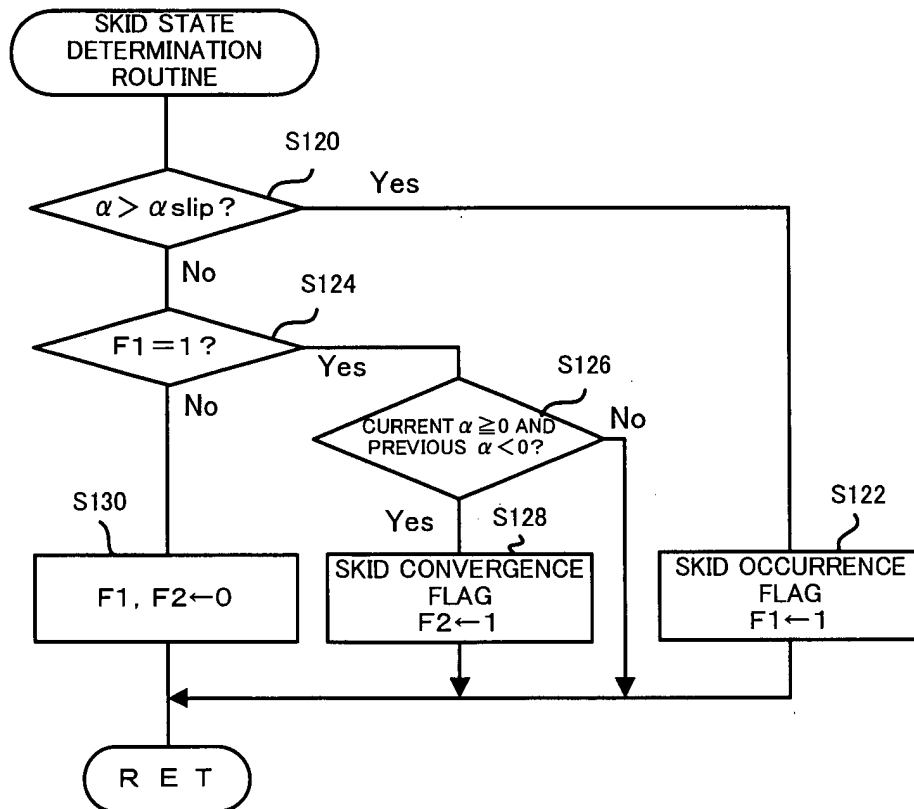 SKID STATE
DETERMINATION
ROUTINE
S120
α > αslip?
Yes
No
S124
F1=1?
Yes
No
S126
CURRENT α≧0 AND
PREVIOUS α<0?
No
Yes
S130
F1, F2←0
S128
SKID CONVERGENCE
FLAG
F2←1
S122
SKID OCCURRENCE
FLAG
F1←1
RET